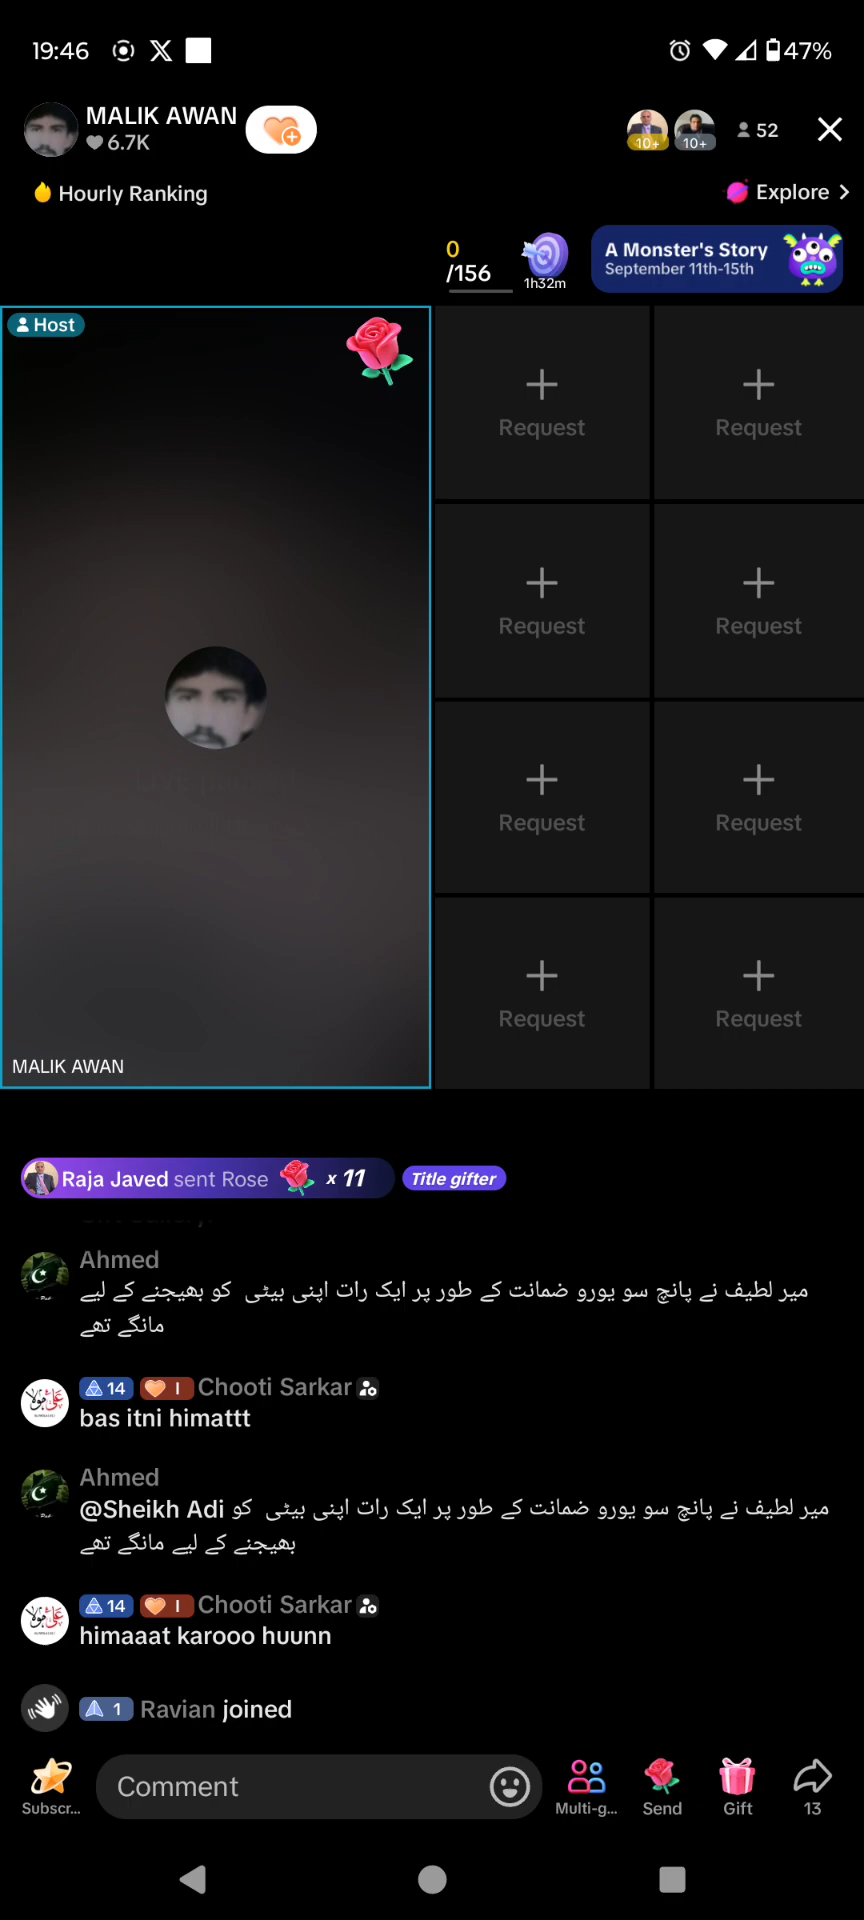 19:46
47%
MALIK AWAN
6.7K
10+
10+
52
Hourly Ranking
Explore
0
/156
1h32m
A Monster's Story
September 11th-15th
Host
Request
Request
Request
Request
Request
Request
Request
Request
MALIK AWAN
Raja Javed sent Rose x 11
Title gifter
Ahmed
میر لطیف نے پانچ سو یورو ضمانت کے طور پر ایک رات اپنی بیٹی کو بھیجنے کے لیے
مانگے تھے
14 I Chooti Sarkar
bas itni himattt
Ahmed
@Sheikh Adi میر لطیف نے پانچ سو یورو ضمانت کے طور پر ایک رات اپنی بیٹی کو
بھیجنے کے لیے مانگے تھے
14 I Chooti Sarkar
himaaat karooo huunn
1 Ravian joined
Subscr...
Comment
Multi-g...
Send
Gift
13